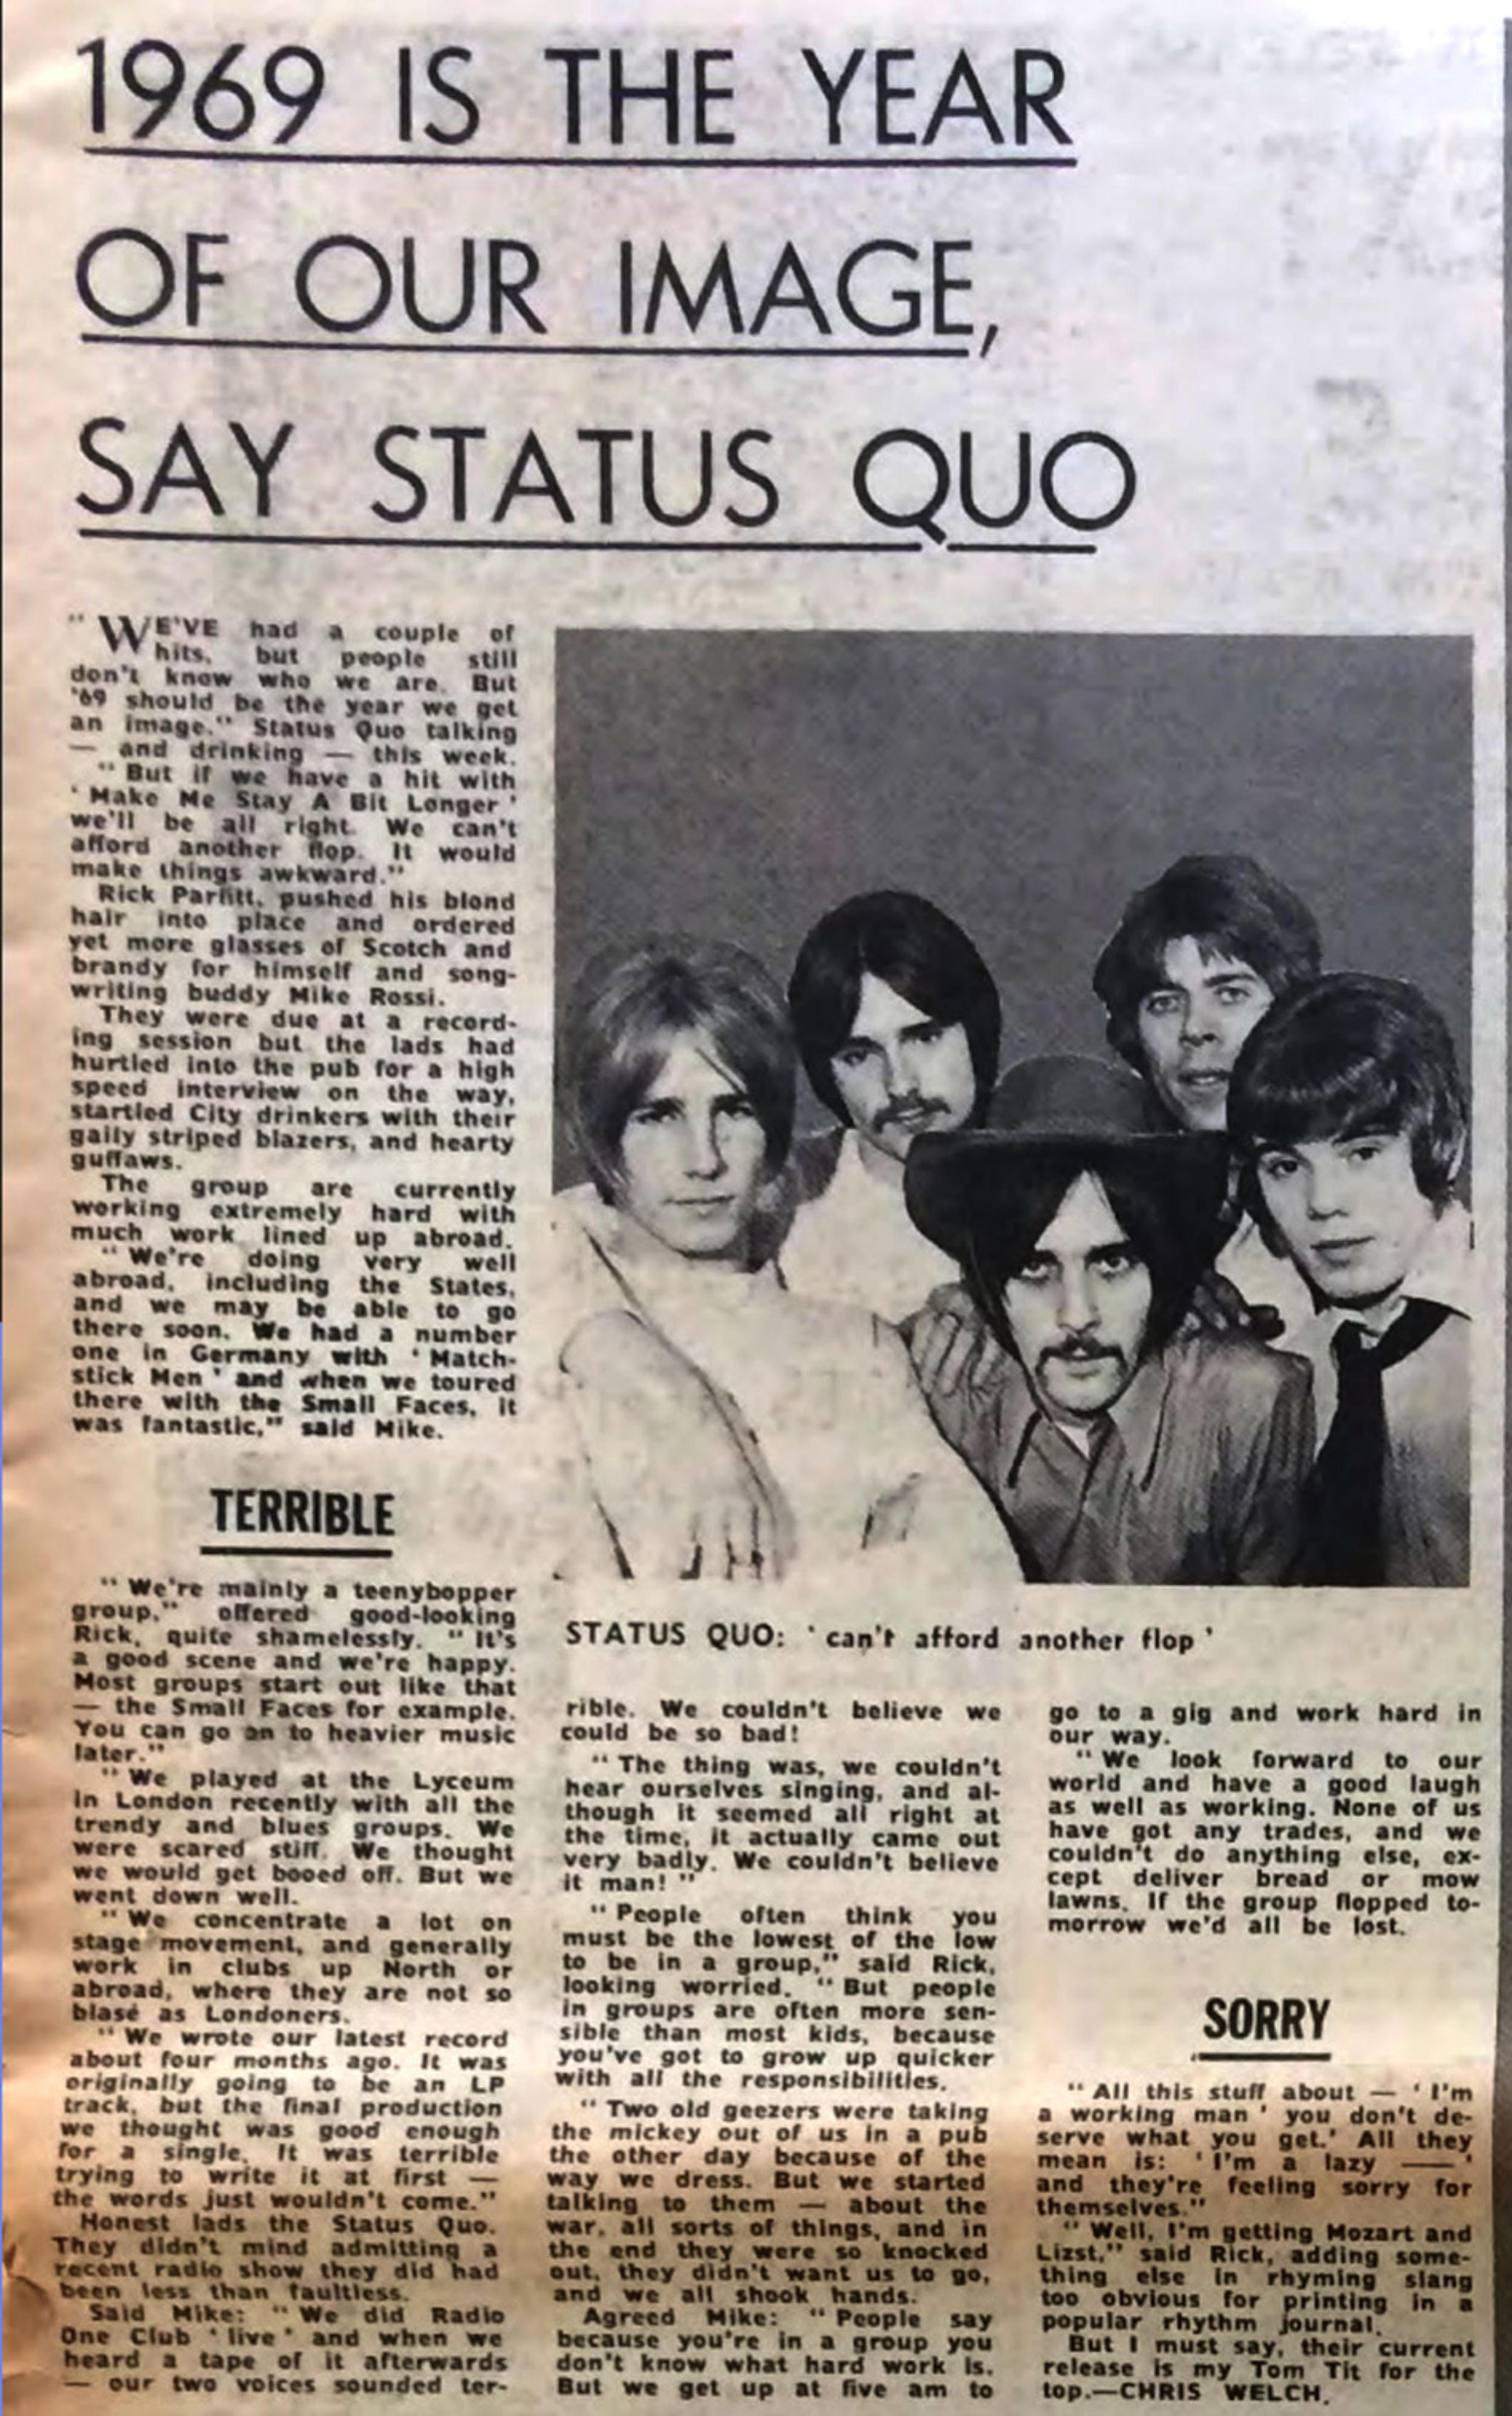 1969 IS THE YEAR
OF OUR IMAGE,
SAY STATUS QUO
" WE'VE had a couple of
hits, but people still
don't know who we are. But
'69 should be the year we get
an image." Status Quo talking
— and drinking — this week.
" But if we have a hit with
' Make Me Stay A Bit Longer '
we'll be all right. We can't
afford another flop. It would
make things awkward."
Rick Parfitt, pushed his blond
hair into place and ordered
yet more glasses of Scotch and
brandy for himself and song-
writing buddy Mike Rossi.
They were due at a record-
ing session but the lads had
hurtled into the pub for a high
speed interview on the way,
startled City drinkers with their
gaily striped blazers, and hearty
guffaws.
The group are currently
working extremely hard with
much work lined up abroad.
" We're doing very well
abroad, including the States,
and we may be able to go
there soon. We had a number
one in Germany with ' Match-
stick Men ' and when we toured
there with the Small Faces, it
was fantastic," said Mike.
TERRIBLE
" We're mainly a teenybopper
group," offered good-looking
Rick, quite shamelessly. " It's
a good scene and we're happy.
Most groups start out like that
— the Small Faces for example.
You can go on to heavier music
later."
" We played at the Lyceum
in London recently with all the
trendy and blues groups. We
were scared stiff. We thought
we would get booed off. But we
went down well.
" We concentrate a lot on
stage movement, and generally
work in clubs up North or
abroad, where they are not so
blasé as Londoners.
" We wrote our latest record
about four months ago. It was
originally going to be an LP
track, but the final production
we thought was good enough
for a single. It was terrible
trying to write it at first —
the words just wouldn't come."
Honest lads the Status Quo.
They didn't mind admitting a
recent radio show they did had
been less than faultless.
Said Mike: " We did Radio
One Club ' live ' and when we
heard a tape of it afterwards
— our two voices sounded ter-
STATUS QUO: ' can't afford another flop '
rible. We couldn't believe we
could be so bad!
" The thing was, we couldn't
hear ourselves singing, and al-
though it seemed all right at
the time, it actually came out
very badly. We couldn't believe
it man! "
" People often think you
must be the lowest of the low
to be in a group," said Rick,
looking worried. " But people
in groups are often more sen-
sible than most kids, because
you've got to grow up quicker
with all the responsibilities.
" Two old geezers were taking
the mickey out of us in a pub
the other day because of the
way we dress. But we started
talking to them — about the
war, all sorts of things, and in
the end they were so knocked
out, they didn't want us to go,
and we all shook hands.
Agreed Mike: " People say
because you're in a group you
don't know what hard work is.
But we get up at five am to
go to a gig and work hard in
our way.
" We look forward to our
world and have a good laugh
as well as working. None of us
have got any trades, and we
couldn't do anything else, ex-
cept deliver bread or mow
lawns. If the group flopped to-
morrow we'd all be lost.
SORRY
" All this stuff about — ' I'm
a working man ' you don't de-
serve what you get.' All they
mean is: ' I'm a lazy —— '
and they're feeling sorry for
themselves."
" Well, I'm getting Mozart and
Lizst," said Rick, adding some-
thing else in rhyming slang
too obvious for printing in a
popular rhythm journal.
But I must say, their current
release is my Tom Tit for the
top.—CHRIS WELCH.